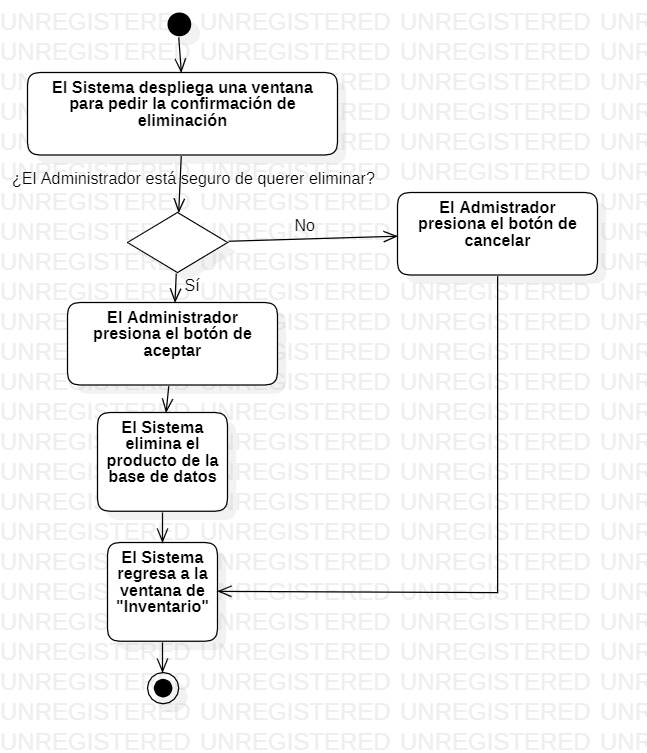 El Sistema despliega una ventana
para pedir la confirmación de
eliminación
¿El Administrador está seguro de querer eliminar?
No
El Admistrador
presiona el botón de
cancelar
Sí
El Administrador
presiona el botón de
aceptar
El Sistema
elimina el
producto de la
base de datos
El Sistema
regresa a la
ventana de
"Inventario"
UNREGISTERED